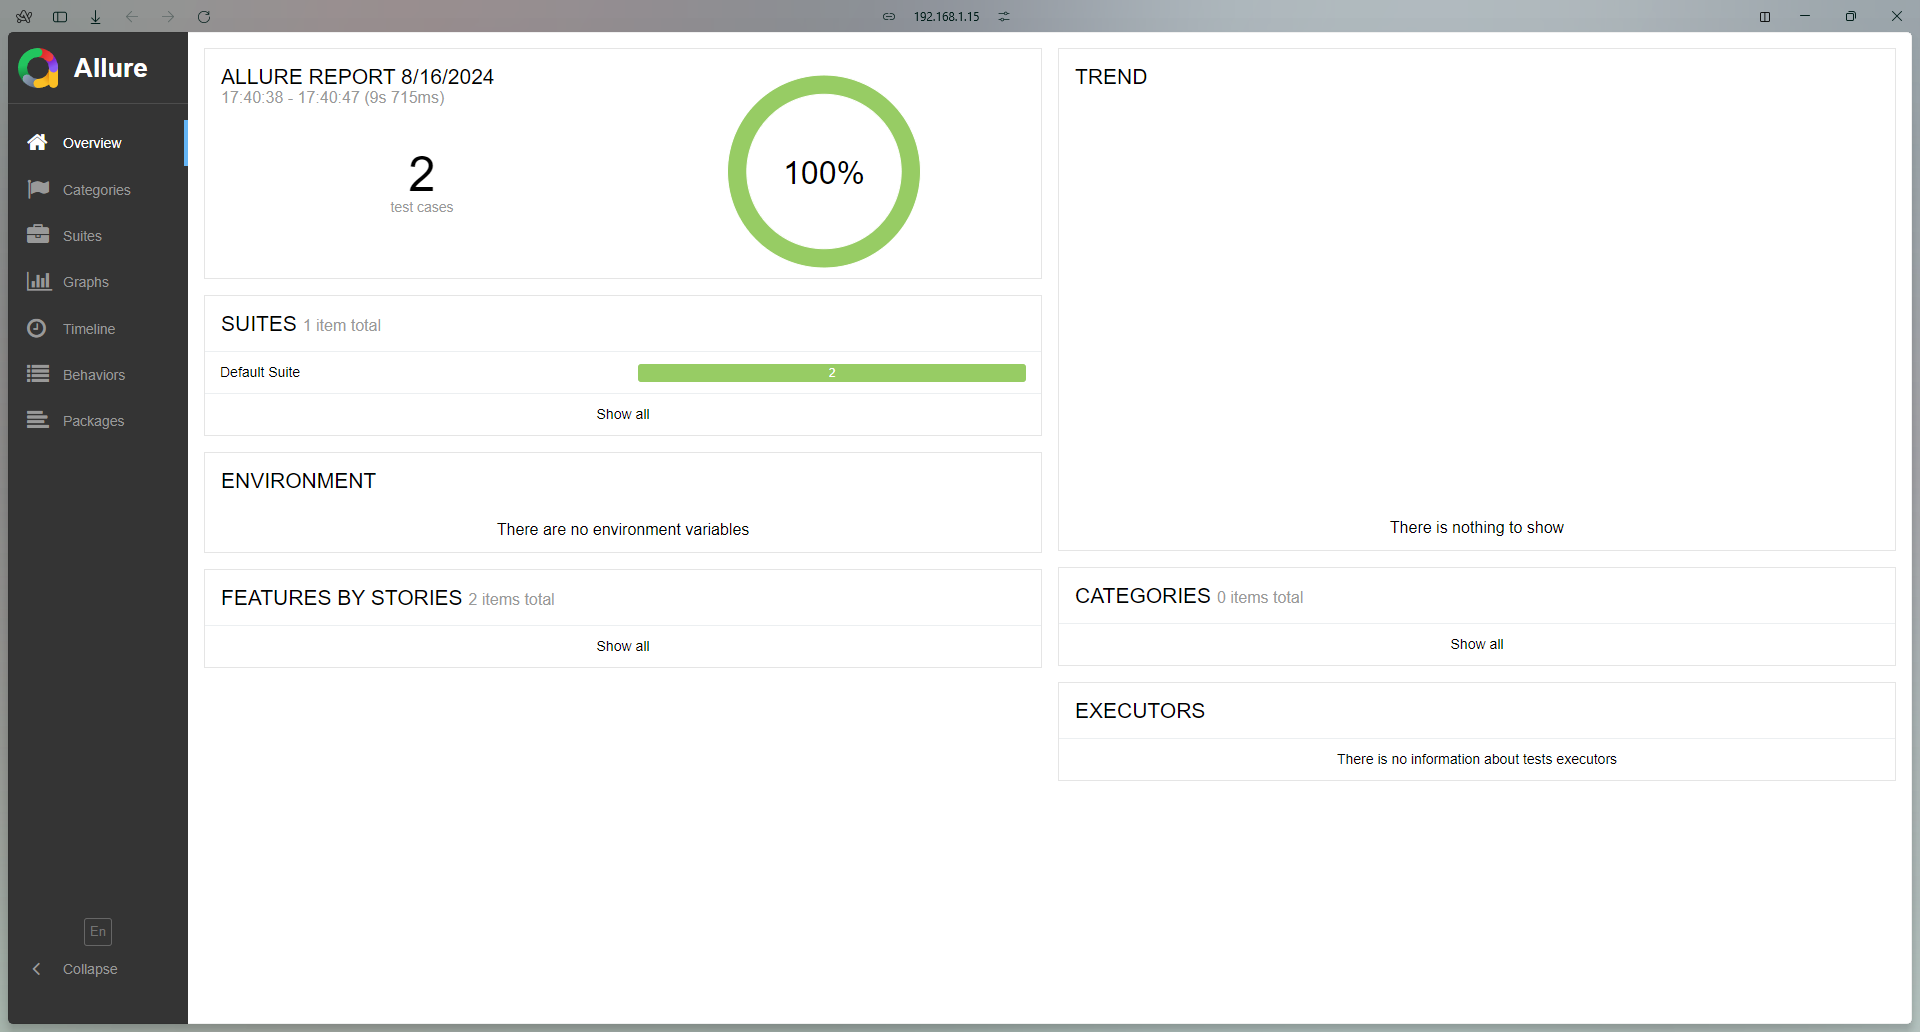 192.168.1.15
Allure
Overview
Categories
Suites
Graphs
Timeline
Behaviors
Packages
En
Collapse
ALLURE REPORT 8/16/2024
17:40:38 - 17:40:47 (9s 715ms)
2
test cases
100%
SUITES 1 item total
Default Suite
2
Show all
ENVIRONMENT
There are no environment variables
FEATURES BY STORIES 2 items total
Show all
TREND
There is nothing to show
CATEGORIES 0 items total
Show all
EXECUTORS
There is no information about tests executors